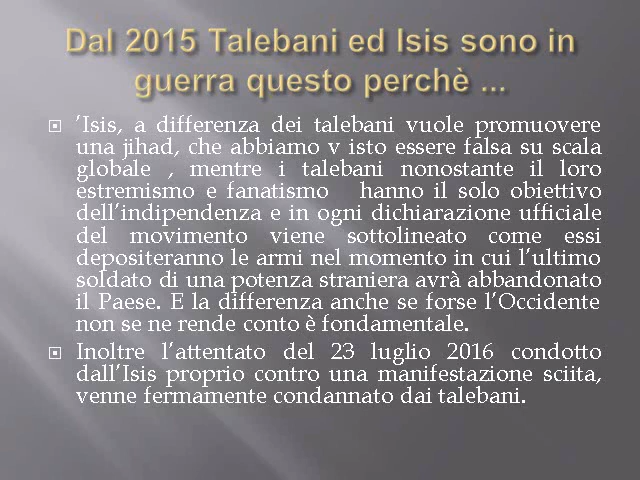 Dal 2015 Talebani ed Isis sono in
guerra questo perchè ...
’Isis, a differenza dei talebani vuole promuovere
una jihad, che abbiamo v isto essere falsa su scala
globale , mentre i talebani nonostante il loro
estremismo e fanatismo hanno il solo obiettivo
dell’indipendenza e in ogni dichiarazione ufficiale
del movimento viene sottolineato come essi
depositeranno le armi nel momento in cui l’ultimo
soldato di una potenza straniera avrà abbandonato
il Paese. E la differenza anche se forse l’Occidente
non se ne rende conto è fondamentale.
Inoltre l’attentato del 23 luglio 2016 condotto
dall’Isis proprio contro una manifestazione sciita,
venne fermamente condannato dai talebani.